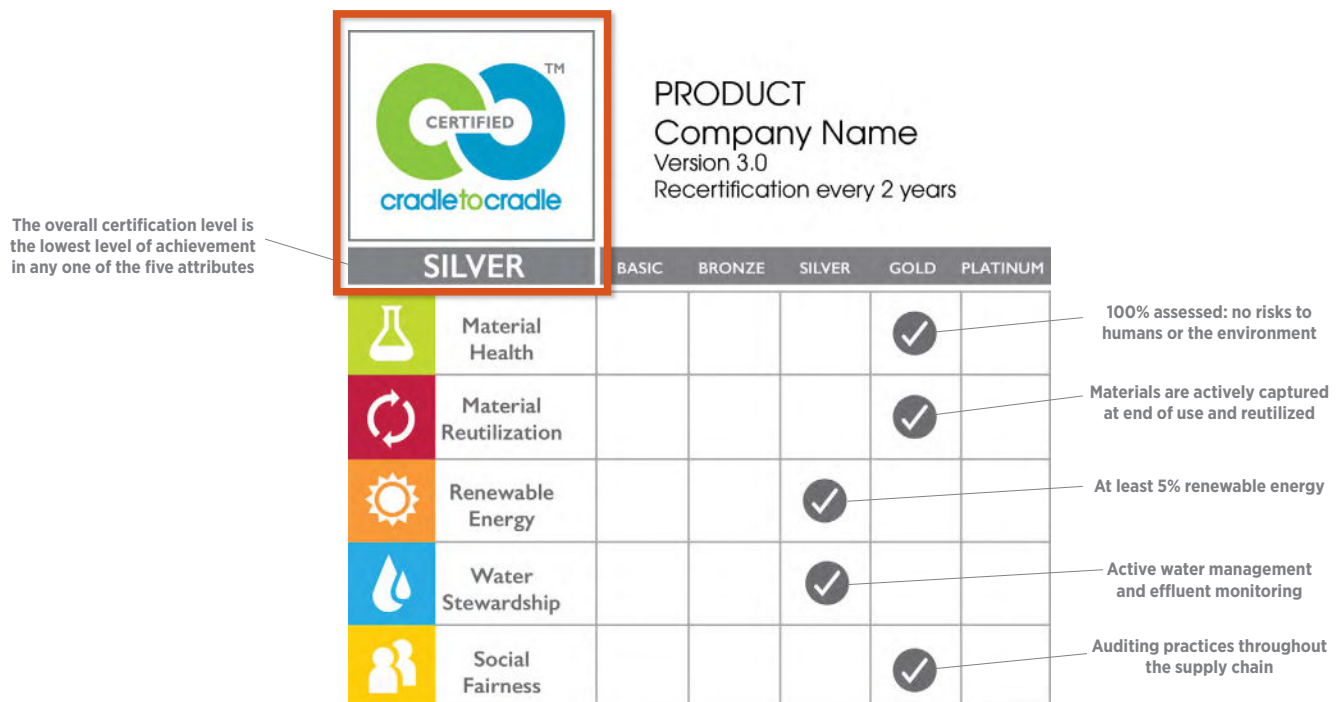 TM
CERTIFIED
cradletocradle
PRODUCT
Company Name
Version 3.0
Recertification every 2 years
The overall certification level is
the lowest level of achievement
in any one of the five attributes
SILVER
BASIC BRONZE SILVER GOLD PLATINUM
Material
Health
100% assessed: no risks to
humans or the environment
Material
Reutilization
Materials are actively captured
at end of use and reutilized
Renewable
Energy
At least 5% renewable energy
Water
Stewardship
Active water management
and effluent monitoring
Social
Fairness
Auditing practices throughout
the supply chain